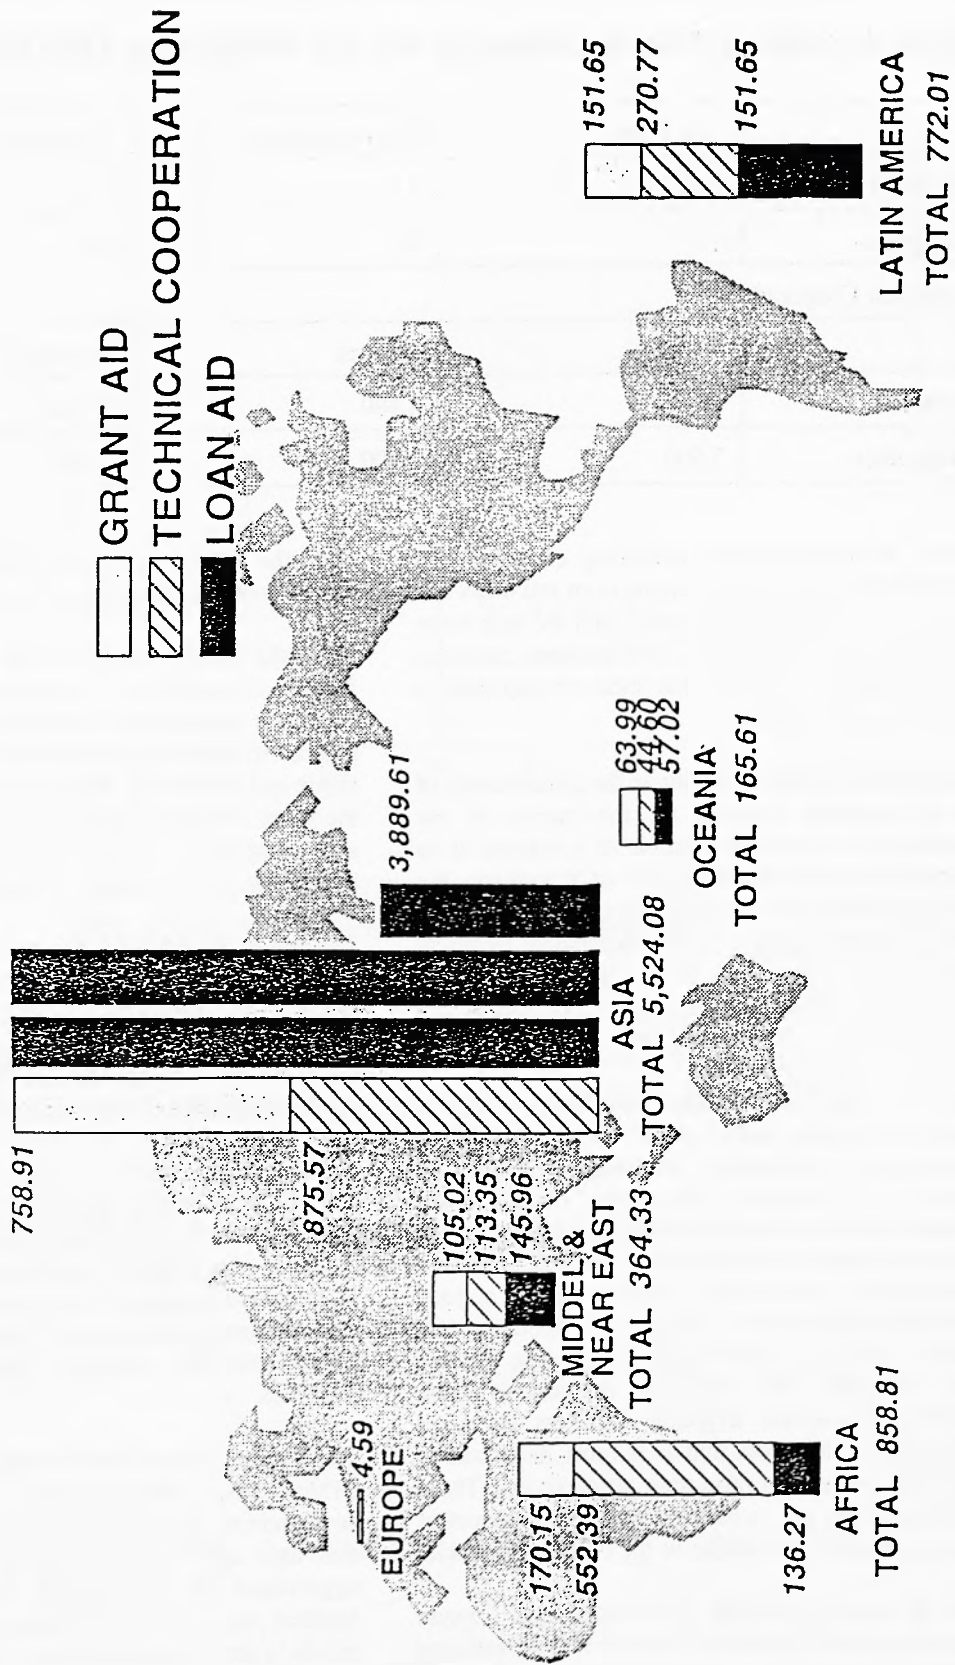 GRANT AID
TECHNICAL COOPERATION
LOAN AID
758.91
875.57
3,889.61
ASIA
TOTAL 5,524.08
4.59
EUROPE
105.02
113.35
145.96
MIDDEL &
NEAR EAST
TOTAL 364.33
170.15
552.39
136.27
AFRICA
TOTAL 858.81
63.99
44.60
57.02
OCEANIA
TOTAL 165.61
151.65
270.77
151.65
LATIN AMERICA
TOTAL 772.01